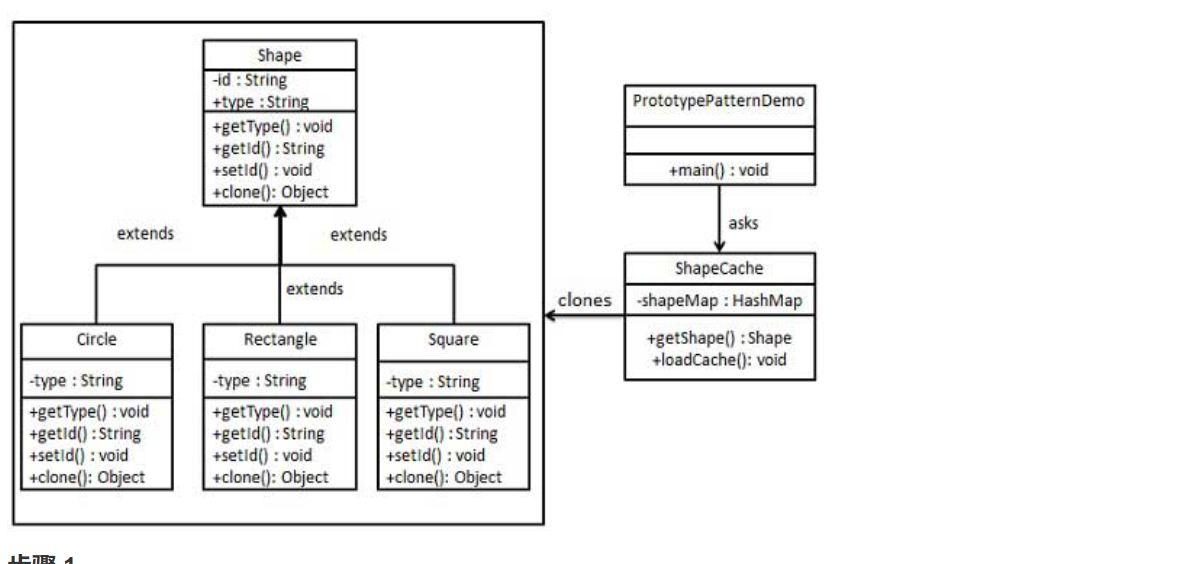 Shape
-id : String
+type : String
+getType() : void
+getId() : String
+setId() : void
+clone(): Object
extends
extends
extends
Circle
-type : String
+getType() : void
+getId() : String
+setId() : void
+clone(): Object
Rectangle
-type : String
+getType() : void
+getId() : String
+setId() : void
+clone(): Object
Square
-type : String
+getType() : void
+getId() : String
+setId() : void
+clone(): Object
PrototypePatternDemo
+main() : void
asks
ShapeCache
-shapeMap : HashMap
+getShape() : Shape
+loadCache(): void
clones
步骤 1